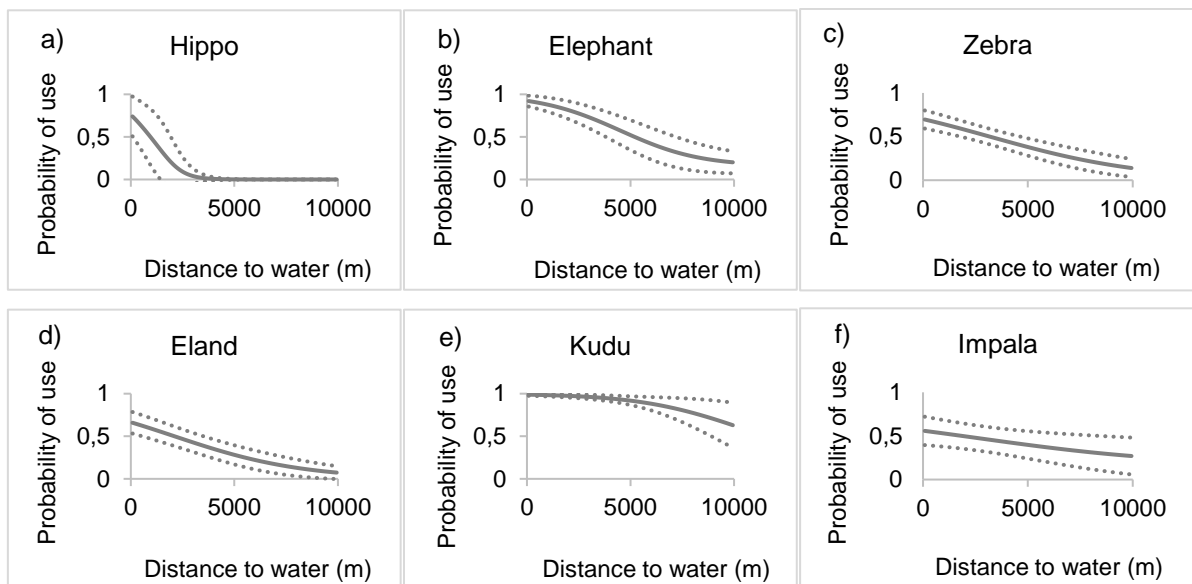 a)
Hippo
Probability of use
1
0,5
0
0
5000
10000
Distance to water (m)
b)
Elephant
Probability of use
1
0,5
0
0
5000
10000
Distance to water (m)
c)
Zebra
Probability of use
1
0,5
0
0
5000
10000
Distance to water (m)
d)
Eland
Probability of use
1
0,5
0
0
5000
10000
Distance to water (m)
e)
Kudu
Probability of use
1
0,5
0
0
5000
10000
Distance to water (m)
f)
Impala
Probability of use
1
0,5
0
0
5000
10000
Distance to water (m)